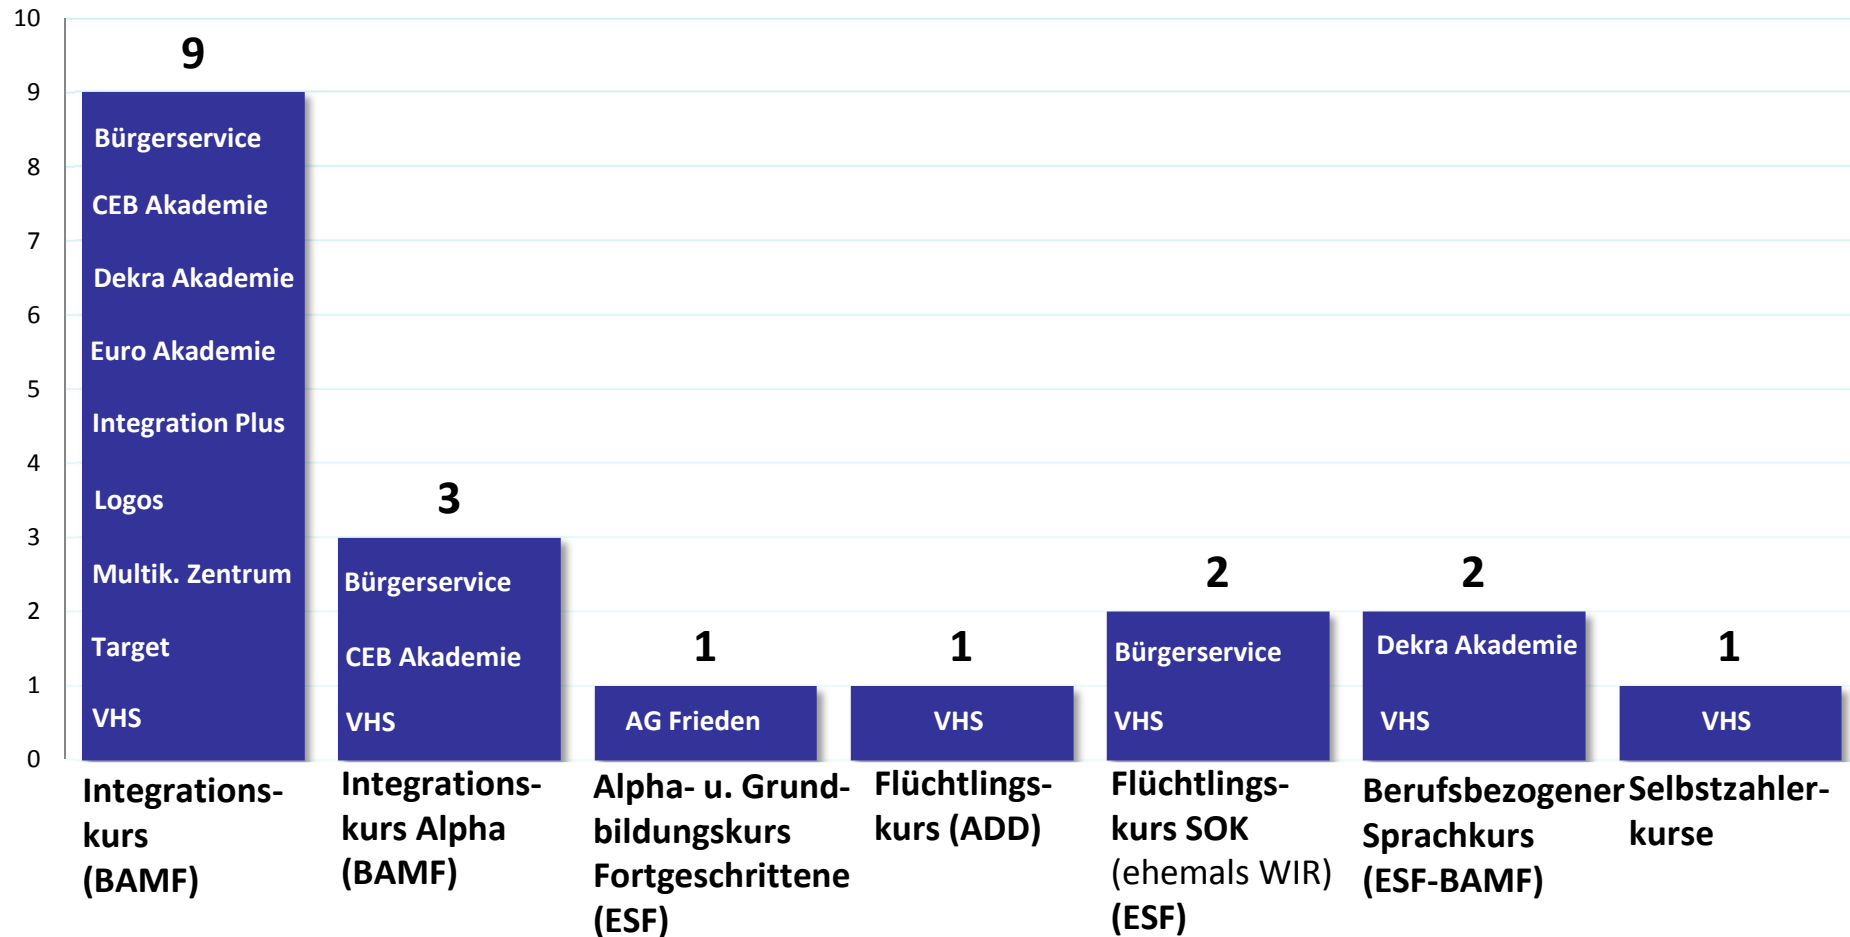 10
9
8
7
6
5
4
3
2
1
0
9
Bürgerservice
CEB Akademie
Dekra Akademie
Euro Akademie
Integration Plus
Logos
Multik. Zentrum
Target
VHS
Integrations-
kurs
(BAMF)
3
Bürgerservice
CEB Akademie
VHS
Integrations-
kurs Alpha
(BAMF)
1
AG Frieden
Alpha- u. Grund-
bildungskurs
Fortgeschrittene
(ESF)
1
VHS
Flüchtlings-
kurs (ADD)
2
Bürgerservice
VHS
Flüchtlings-
kurs SOK
(ehemals WIR)
(ESF)
2
Dekra Akademie
VHS
Berufsbezogener
Sprachkurs
(ESF-BAMF)
1
VHS
Selbstzahler-
kurse